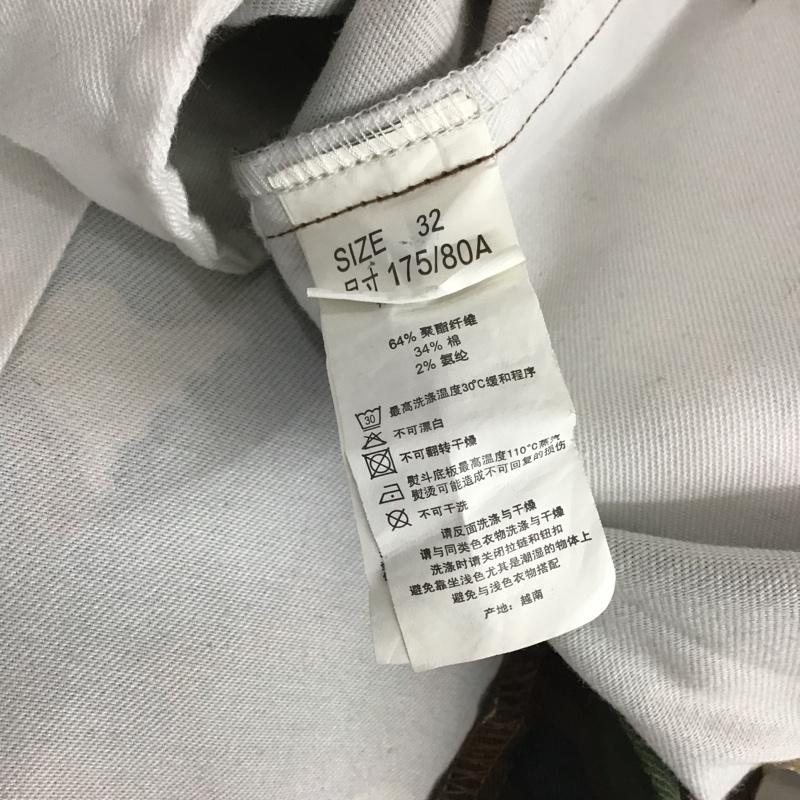 SIZE 32
尺寸 175/80A
64% 聚酯纤维
34% 棉
2% 氨纶
30 最高洗涤温度30℃缓和程序
不可漂白
不可翻转干燥
熨斗底板最高温度110℃蒸汽
熨烫可能造成不可回复的损伤
不可干洗
请反面洗涤与干燥
请与同类色衣物洗涤与干燥
洗涤时请关闭拉链和钮扣
避免靠坐浅色尤其是潮湿的物体上
避免与浅色衣物搭配
产地：越南